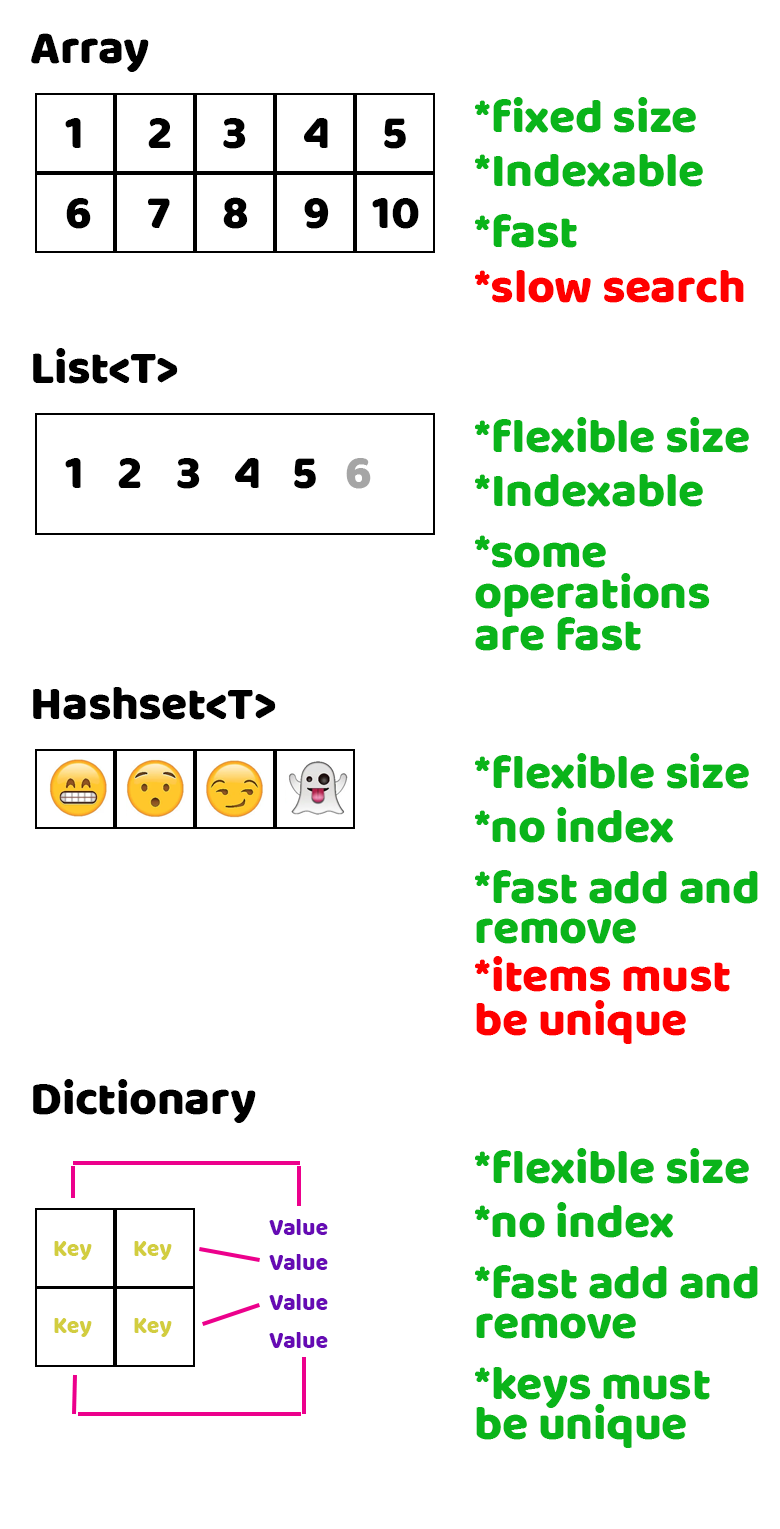 Array
1 2 3 4 5
6 7 8 9 10
*fixed size
*Indexable
*fast
*slow search
List<T>
1 2 3 4 5 6
*flexible size
*Indexable
*some
operations
are fast
Hashset<T>
*flexible size
*no index
*fast add and
remove
*items must
be unique
Dictionary
Key Key
Key Key
Value
Value
Value
Value
*flexible size
*no index
*fast add and
remove
*keys must
be unique